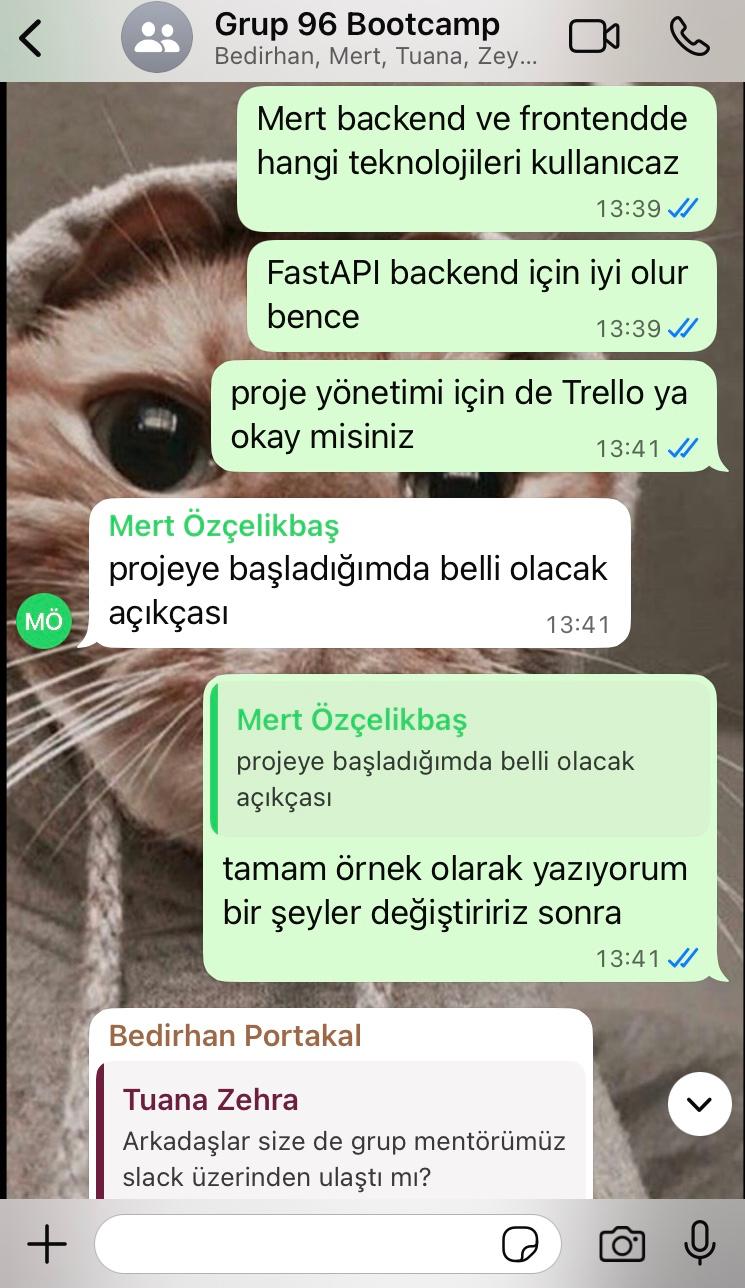 Grup 96 Bootcamp
Bedirhan, Mert, Tuana, Zey...
Mert backend ve frontendde
hangi teknolojileri kullanıcaz
13:39
FastAPI backend için iyi olur
bence
13:39
proje yönetimi için de Trello ya
okay misiniz
13:41
Mert Özçelikbaş
projeye başladığımda belli olacak
açıkçası
13:41
MÖ
Mert Özçelikbaş
projeye başladığımda belli olacak
açıkçası
tamam örnek olarak yazıyorum
bir şeyler değiştiririz sonra
13:41
Bedirhan Portakal
Tuana Zehra
Arkadaşlar size de grup mentörümüz
slack üzerinden ulaştı mı?